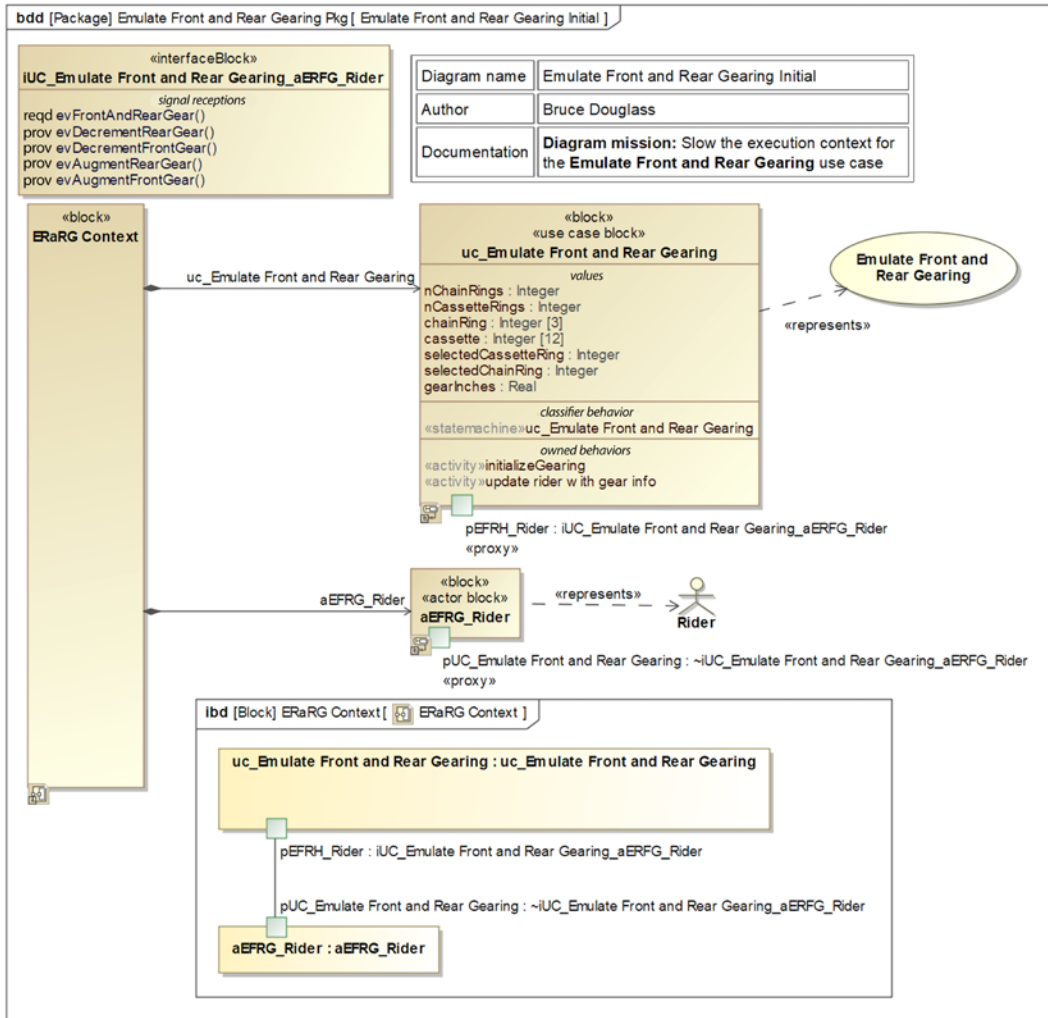 bdd [Package] Emulate Front and Rear Gearing Pkg [ Emulate Front and Rear Gearing Initial ]
«interfaceBlock»
iUC_Emulate Front and Rear Gearing_aERFG_Rider
signal receptions
reqd evFrontAndRearGear()
prov evDecrementRearGear()
prov evDecrementFrontGear()
prov evAugmentRearGear()
prov evAugmentFrontGear()
Diagram name Emulate Front and Rear Gearing Initial
Author Bruce Douglass
Documentation Diagram mission: Slow the execution context for
the Emulate Front and Rear Gearing use case
«block»
ERaRG Context
uc_Emulate Front and Rear Gearing
«block»
«use case block»
uc_Emulate Front and Rear Gearing
values
nChainRings : Integer
nCassetteRings : Integer
chainRing : Integer [3]
cassette : Integer [12]
selectedCassetteRing : Integer
selectedChainRing : Integer
gearInches : Real
classifier behavior
«statemachine»uc_Emulate Front and Rear Gearing
owned behaviors
«activity»initializeGearing
«activity»update rider with gear info
Emulate Front and
Rear Gearing
«represents»
pEFRH_Rider : iUC_Emulate Front and Rear Gearing_aERFG_Rider
«proxy»
aEFRG_Rider
«block»
«actor block»
aEFRG_Rider
«represents»
Rider
pUC_Emulate Front and Rear Gearing : ~iUC_Emulate Front and Rear Gearing_aERFG_Rider
«proxy»
ibd [Block] ERaRG Context [ ERaRG Context ]
uc_Emulate Front and Rear Gearing : uc_Emulate Front and Rear Gearing
pEFRH_Rider : iUC_Emulate Front and Rear Gearing_aERFG_Rider
pUC_Emulate Front and Rear Gearing : ~iUC_Emulate Front and Rear Gearing_aERFG_Rider
aEFRG_Rider : aEFRG_Rider